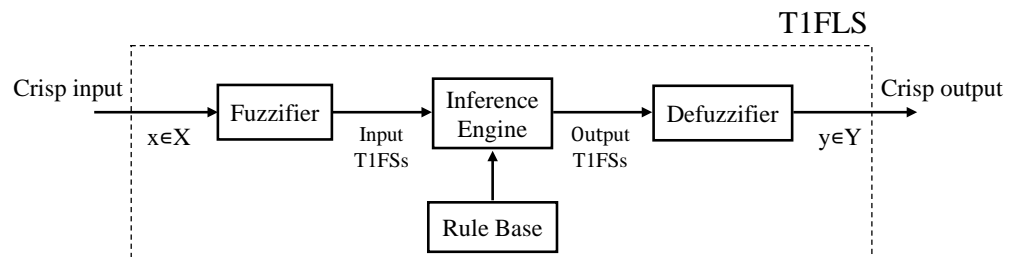 T1FLS
Crisp input
Fuzzifier
Inference
Engine
Defuzzifier
Crisp output
x∈X
Input
T1FSs
Output
T1FSs
y∈Y
Rule Base